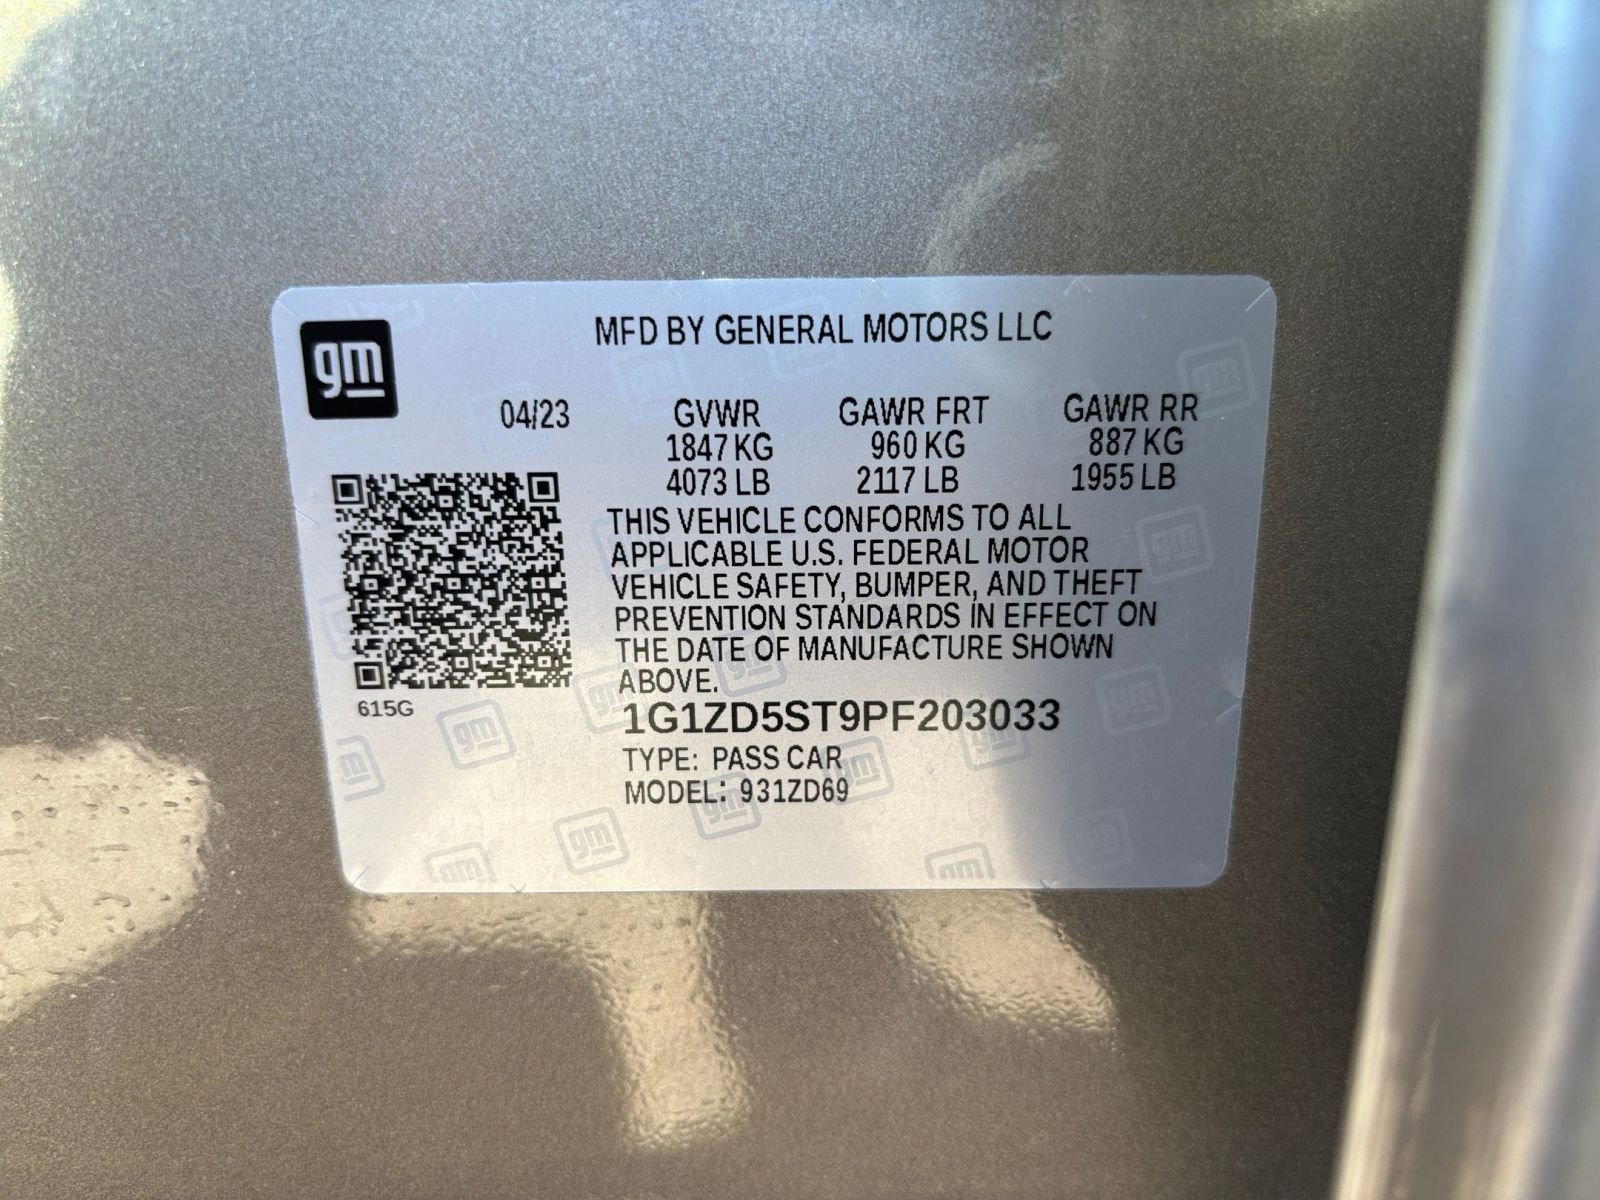 gm
MFD BY GENERAL MOTORS LLC
04/23 GVWR GAWR FRT GAWR RR
1847 KG 960 KG 887 KG
4073 LB 2117 LB 1955 LB
THIS VEHICLE CONFORMS TO ALL
APPLICABLE U.S. FEDERAL MOTOR
VEHICLE SAFETY, BUMPER, AND THEFT
PREVENTION STANDARDS IN EFFECT ON
THE DATE OF MANUFACTURE SHOWN
ABOVE.
615G
1G1ZD5ST9PF203033
TYPE: PASS CAR
MODEL: 931ZD69